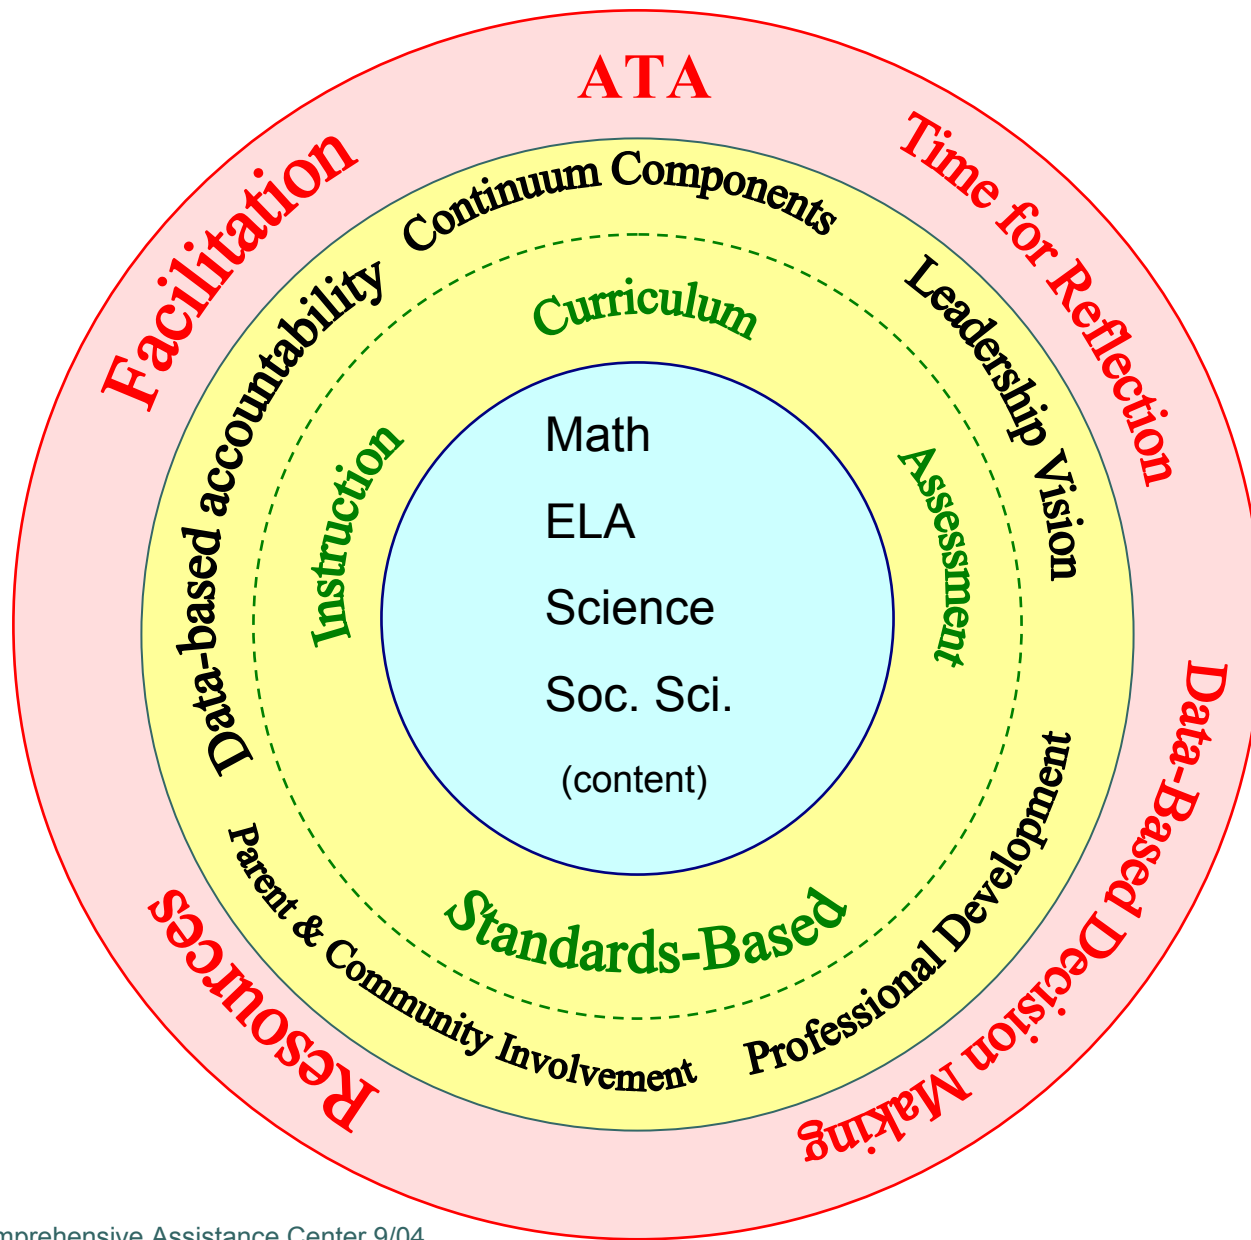 ATA
Time for Reflection
Data-Based Decision Making
Resources
Facilitation
Continuum Components
Leadership Vision
Professional Development
Parent & Community Involvement
Data-based accountability
Curriculum
Assessment
Standards-Based
Instruction
Math
ELA
Science
Soc. Sci.
(content)
Assistance Center 9/04